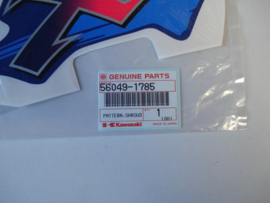 GENUINE PARTS
56049-1785
PATTERN,SHROUD
1
Kawasaki